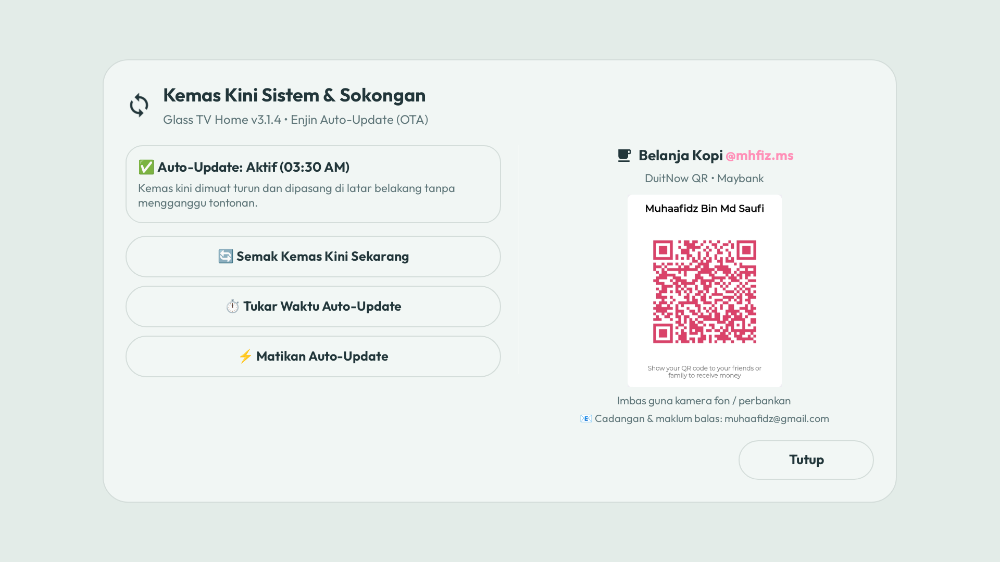 Kemas Kini Sistem & Sokongan
Glass TV Home v3.1.4 • Enjin Auto-Update (OTA)
✅ Auto-Update: Aktif (03:30 AM)
Kemas kini dimuat turun dan dipasang di latar belakang tanpa
mengganggu tontonan.
🔄 Semak Kemas Kini Sekarang
⏱️ Tukar Waktu Auto-Update
⚡ Matikan Auto-Update
Belanja Kopi @mhfiz.ms
DuitNow QR • Maybank
Muhaafidz Bin Md Saufi
Show your QR code to your friends or
family to receive money
Imbas guna kamera fon / perbankan
📧 Cadangan & maklum balas: muhaafidz@gmail.com
Tutup